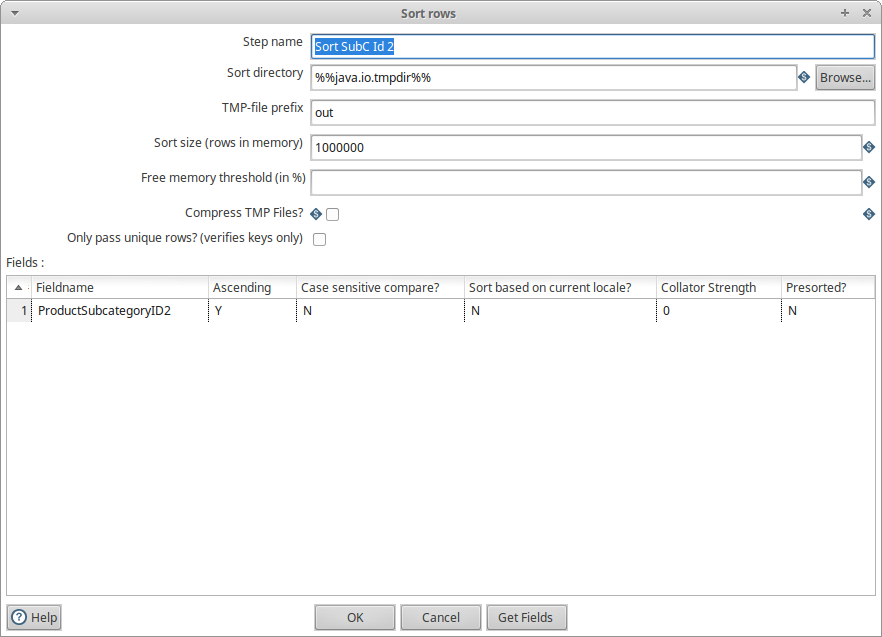 Sort rows
Step name Sort SubC Id 2
Sort directory %%java.io.tmpdir%% Browse...
TMP-file prefix out
Sort size (rows in memory) 1000000
Free memory threshold (in %)
Compress TMP Files?
Only pass unique rows? (verifies keys only)
Fields :
Fieldname Ascending Case sensitive compare? Sort based on current locale? Collator Strength Presorted?
1 ProductSubcategoryID2 Y N N 0 N
Help OK Cancel Get Fields